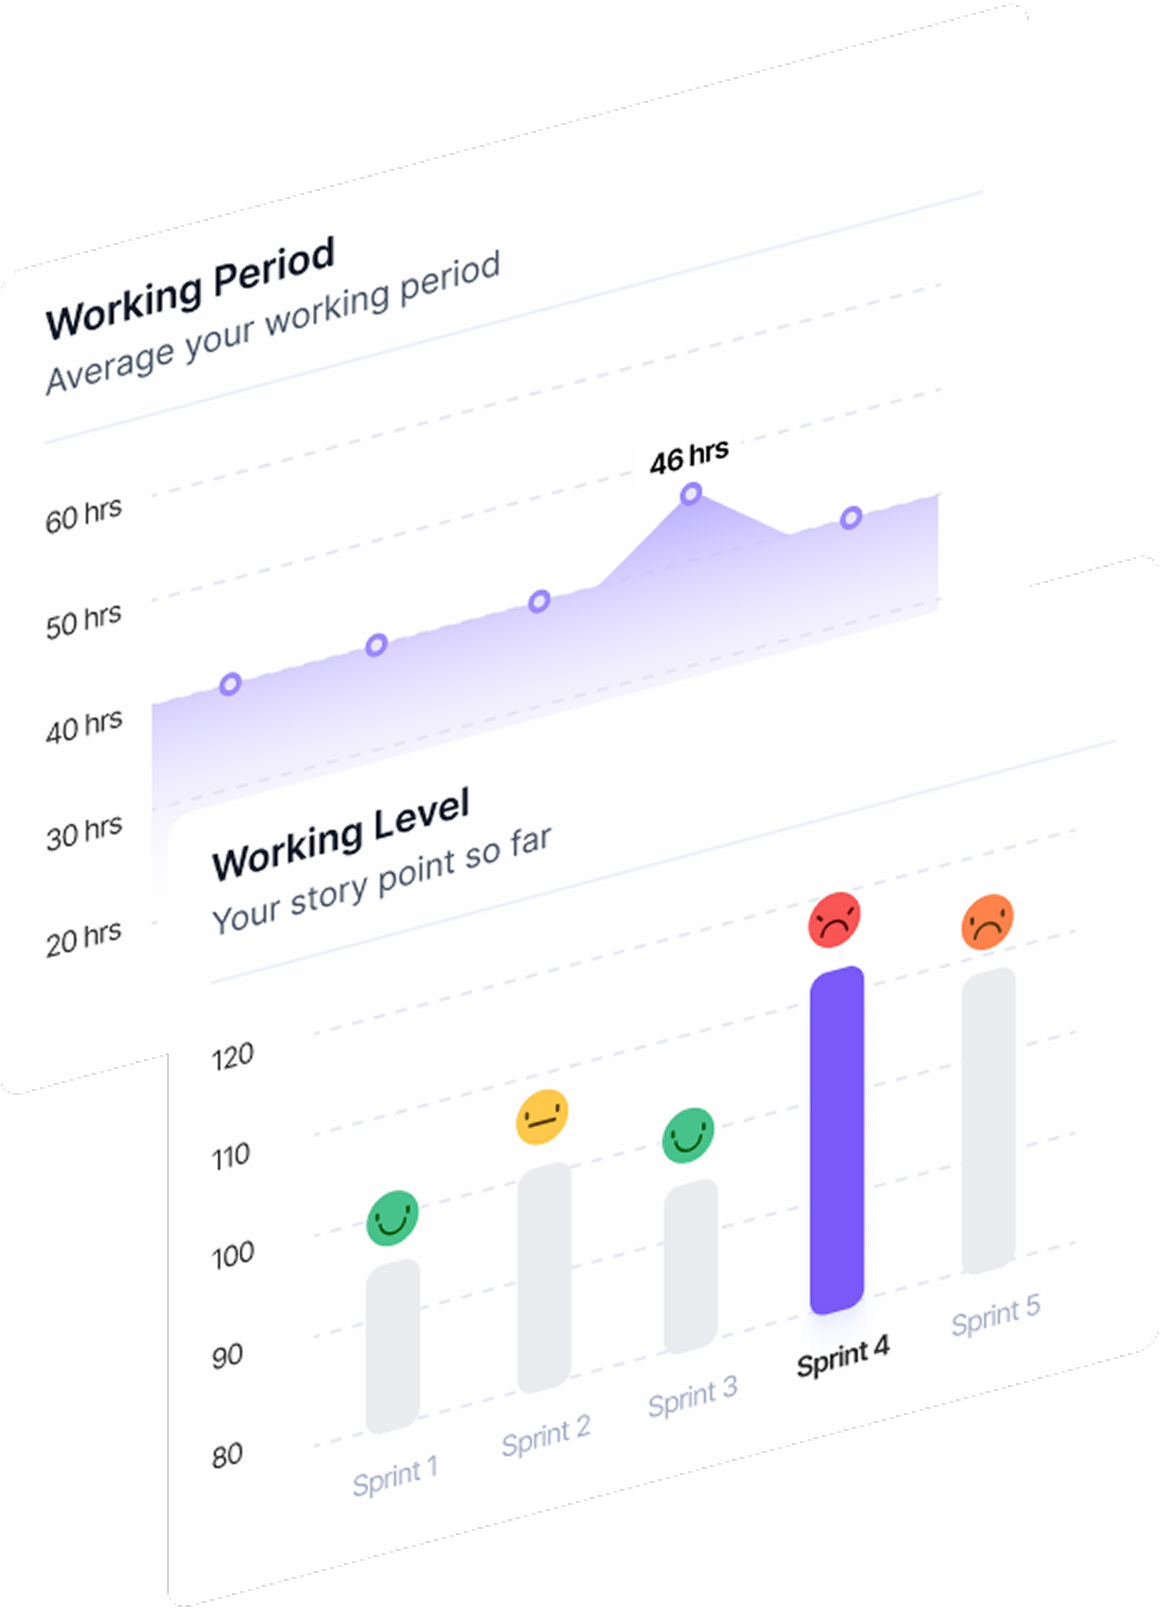 Working Period
Average your working period
60 hrs
50 hrs
40 hrs
30 hrs
20 hrs
46 hrs
Working Level
Your story point so far
120
110
100
90
80
Sprint 1
Sprint 2
Sprint 3
Sprint 4
Sprint 5